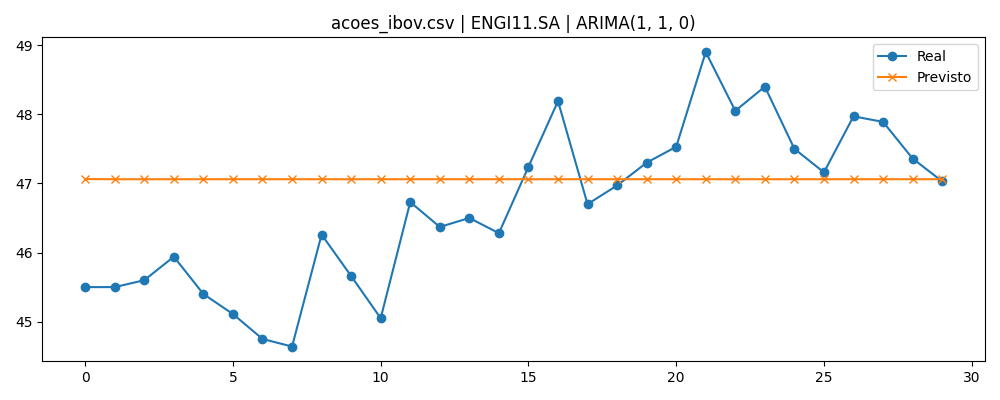 acoes_ibov.csv | ENGI11.SA | ARIMA(1, 1, 0)
Real
Previsto
49
48
47
46
45
0 5 10 15 20 25 30